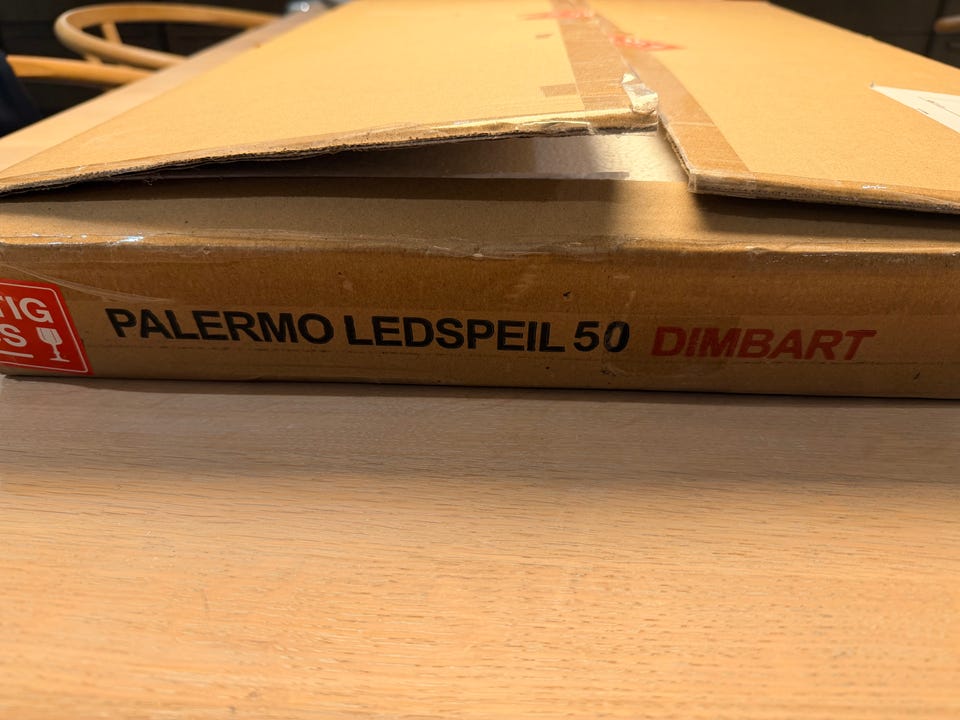 TIG
S
PALERMO LEDSPEIL 50 DIMBART